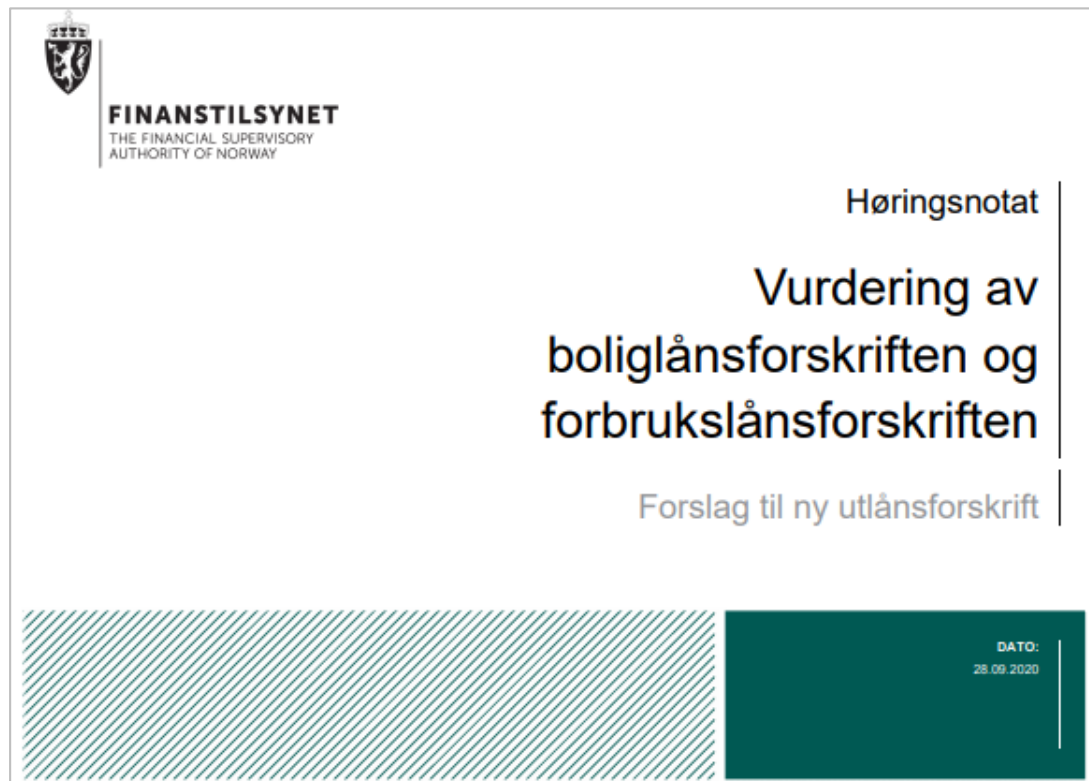 FINANSTILSYNET
THE FINANCIAL SUPERVISORY
AUTHORITY OF NORWAY
Høringsnotat
Vurdering av
boliglånsforskriften og
forbrukslånsforskriften
Forslag til ny utlånsforskrift
DATO:
28.09.2020